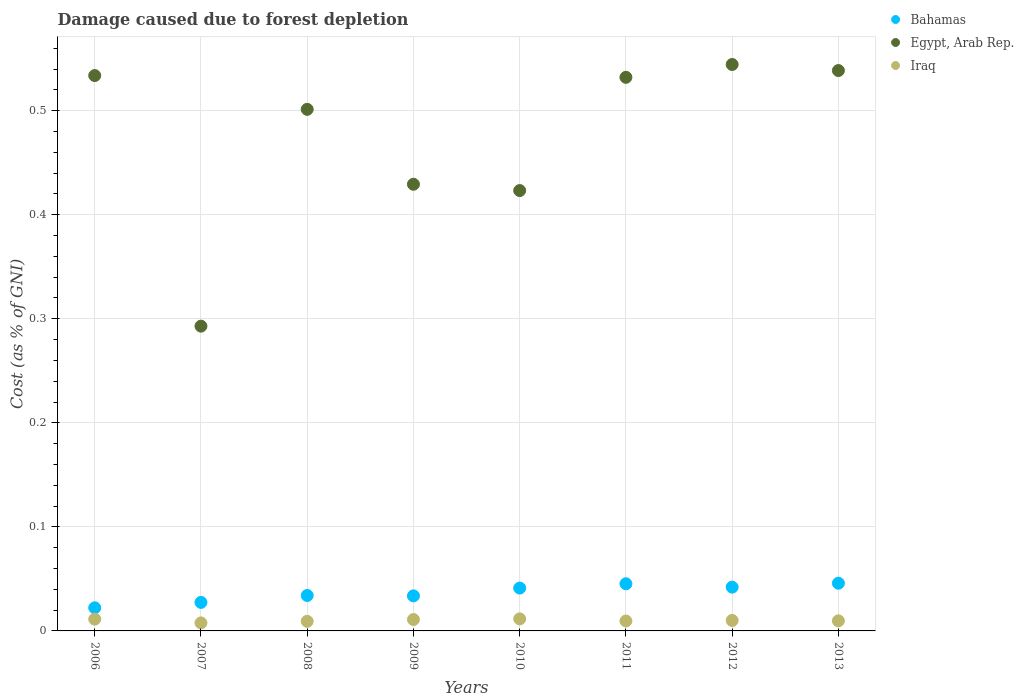 Damage caused due to forest depletion
Bahamas
Egypt, Arab Rep.
Iraq
Cost (as % of GNI)
0.5
0.4
0.3
0.2
0.1
0
2006
2007
2008
2009
2010
2011
2012
2013
Years